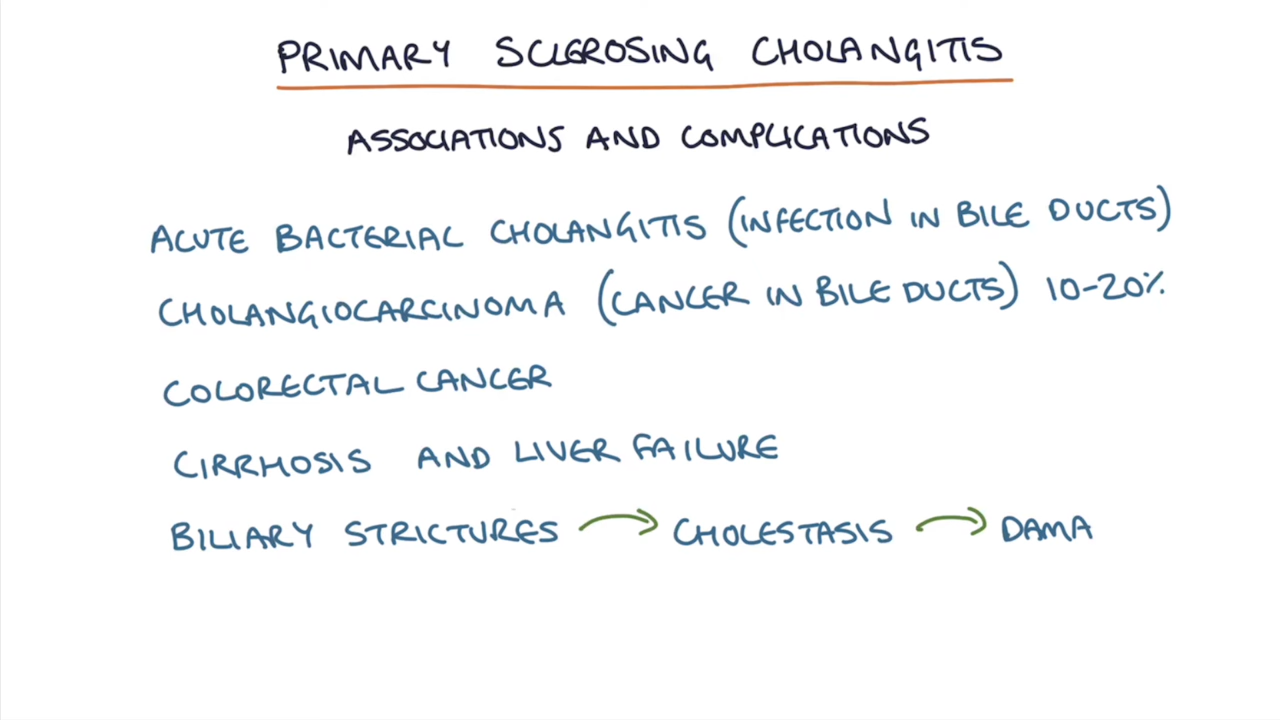 PRIMARY SCLEROSING CHOLANGITIS
ASSOCIATIONS AND COMPLICATIONS
ACUTE BACTERIAL CHOLANGITIS (INFECTION IN BILE DUCTS)
CHOLANGIOCARCINOMA (CANCER IN BILE DUCTS) 10-20%
COLORECTAL CANCER
CIRRHOSIS AND LIVER FAILURE
BILIARY STRICTURES → CHOLESTASIS → DAMA